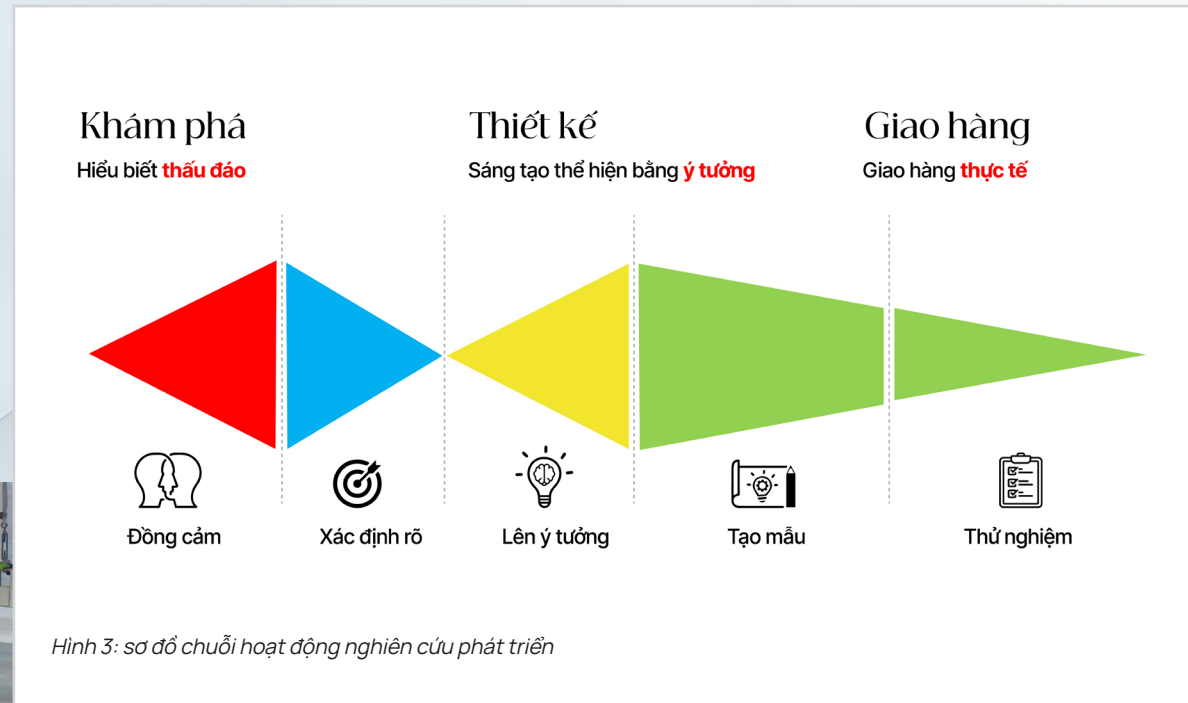 Khám phá
Hiểu biết thấu đáo
Thiết kế
Sáng tạo thể hiện bằng ý tưởng
Giao hàng
Giao hàng thực tế
Đồng cảm
Xác định rõ
Lên ý tưởng
Tạo mẫu
Thử nghiệm
Hình 3: sơ đồ chuỗi hoạt động nghiên cứu phát triển